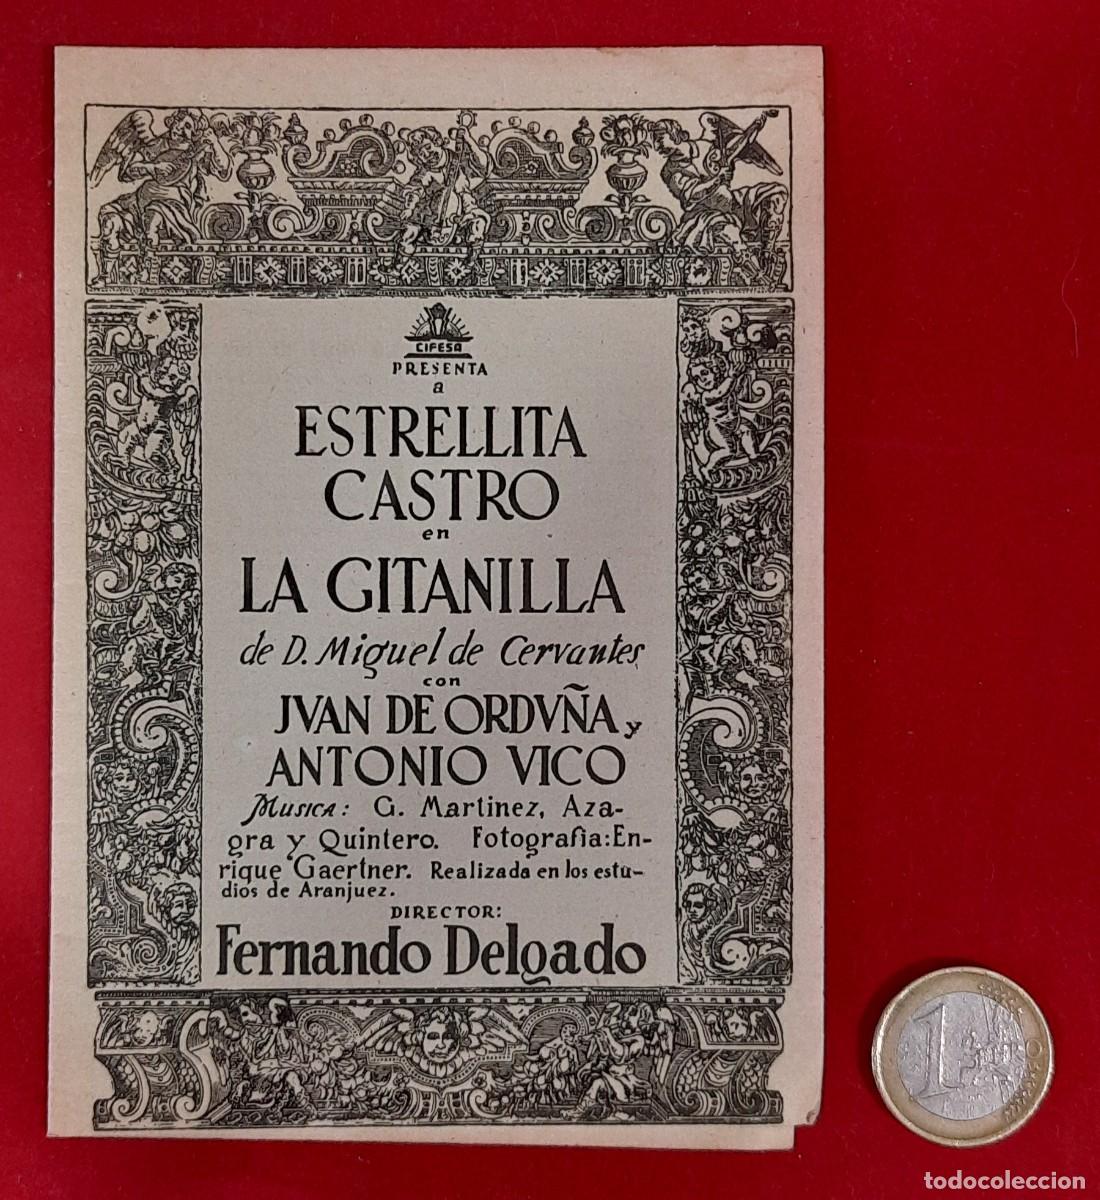 CIFESA
PRESENTA
a
ESTRELLITA
CASTRO
en
LA GITANILLA
de D. Miguel de Cervantes
con
JVAN DE ORDVÑA y
ANTONIO VICO
MUSICA: G. Martinez, Aza-
gra y Quintero. Fotografia: En-
rique Gaertner. Realizada en los estu-
dios de Aranjuez.
DIRECTOR:
Fernando Delgado
1
EURO
todocoleccion